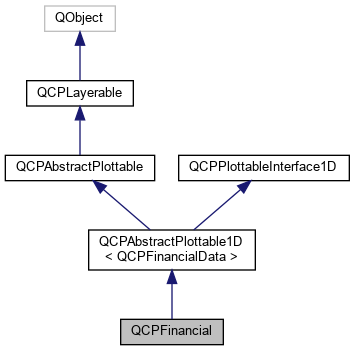 QObject
QCPLayerable
QCPAbstractPlottable
QCPPlottableInterface1D
QCPAbstractPlottable1D
< QCPFinancialData >
QCPFinancial